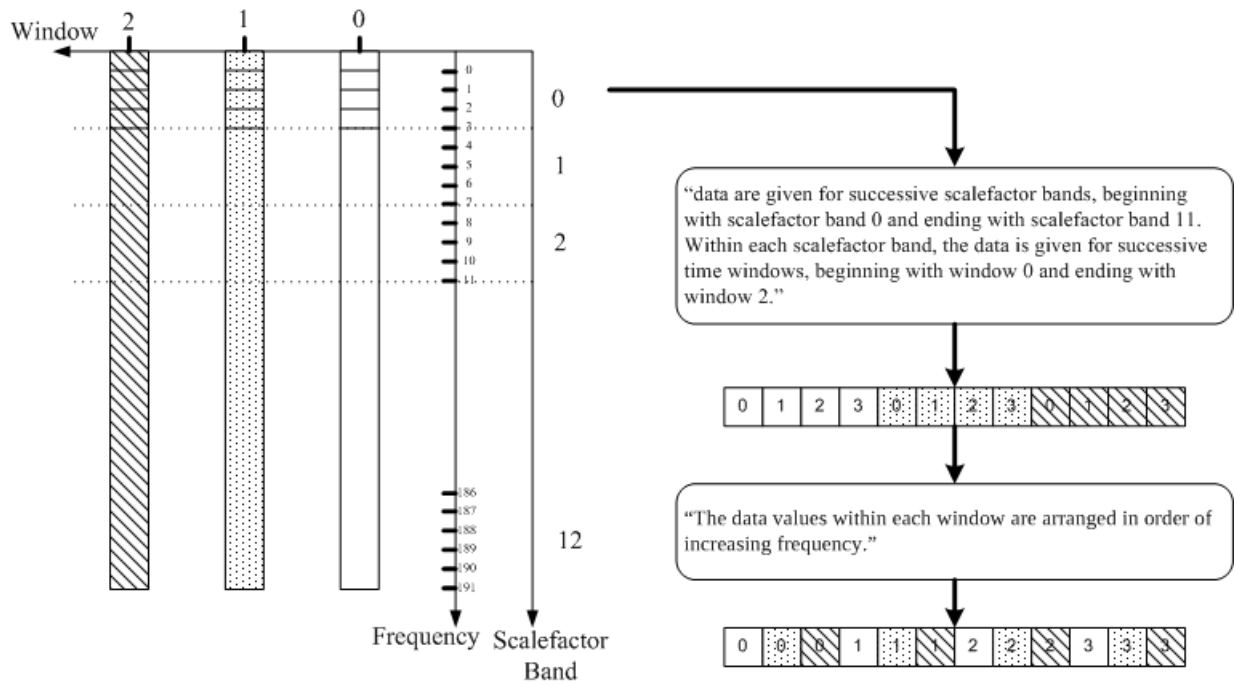 Window
2
1
0
0
1
2
3
4
5
6
7
8
9
10
11
186
187
188
189
190
191
0
1
2
12
Frequency
Scalefactor
Band
“data are given for successive scalefactor bands, beginning
with scalefactor band 0 and ending with scalefactor band 11.
Within each scalefactor band, the data is given for successive
time windows, beginning with window 0 and ending with
window 2.”
0 1 2 3 0 1 2 3 0 1 2 3
“The data values within each window are arranged in order of
increasing frequency.”
0 0 0 1 1 1 2 2 2 3 3 3